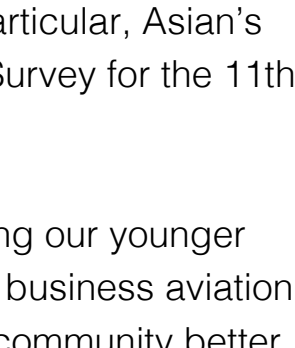 articular, Asian's
Survey for the 11th
ng our younger
business aviation
community better